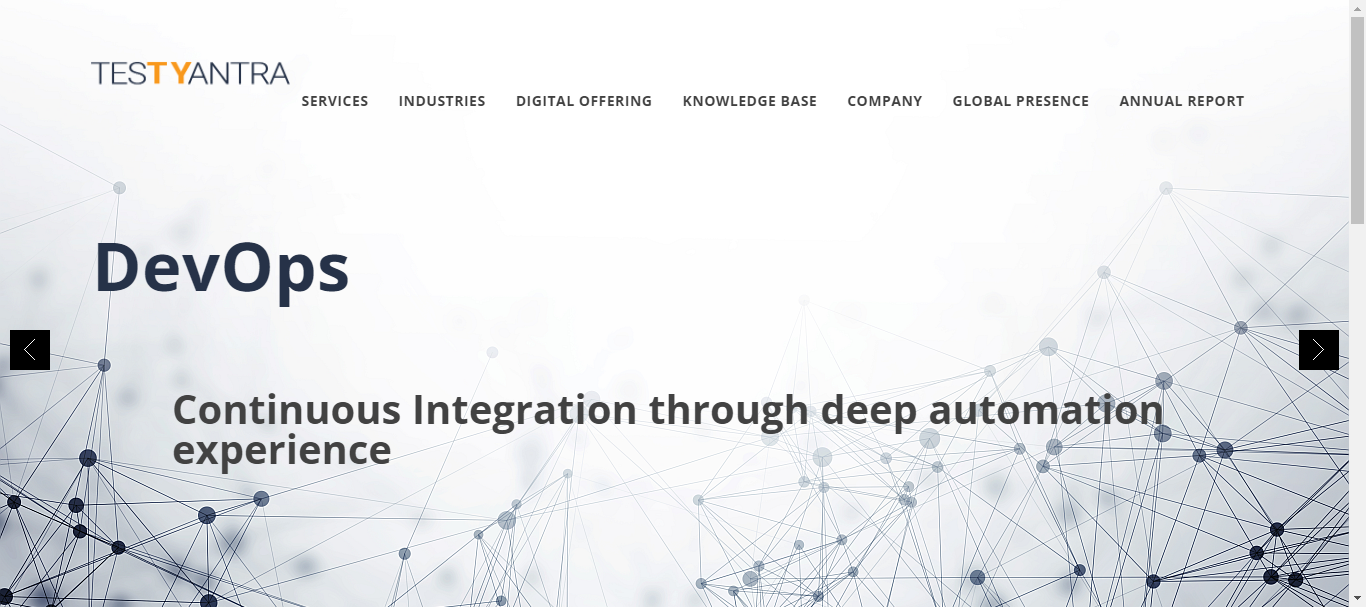 TESTYANTRA
SERVICES INDUSTRIES DIGITAL OFFERING KNOWLEDGE BASE COMPANY GLOBAL PRESENCE ANNUAL REPORT
DevOps
Continuous Integration through deep automation
experience